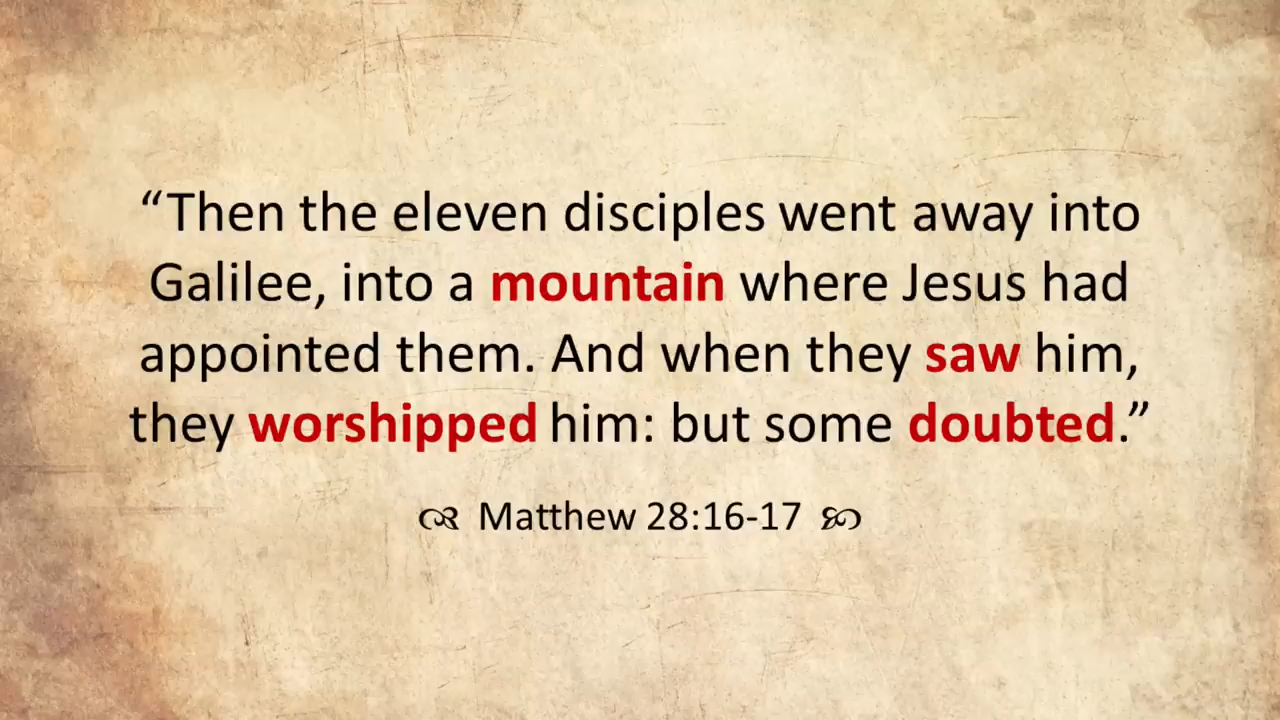 “Then the eleven disciples went away into
Galilee, into a mountain where Jesus had
appointed them. And when they saw him,
they worshipped him: but some doubted.”
Matthew 28:16-17